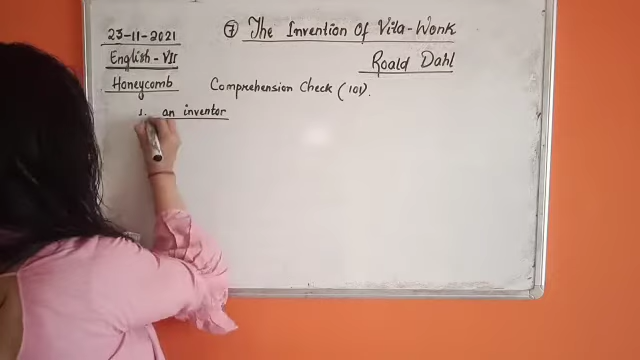 23-11-2021
⑦ The Invention Of Vita-Wonk
English - VII
Roald Dahl
Honeycomb
Comprehension Check (101).
1. an inventor